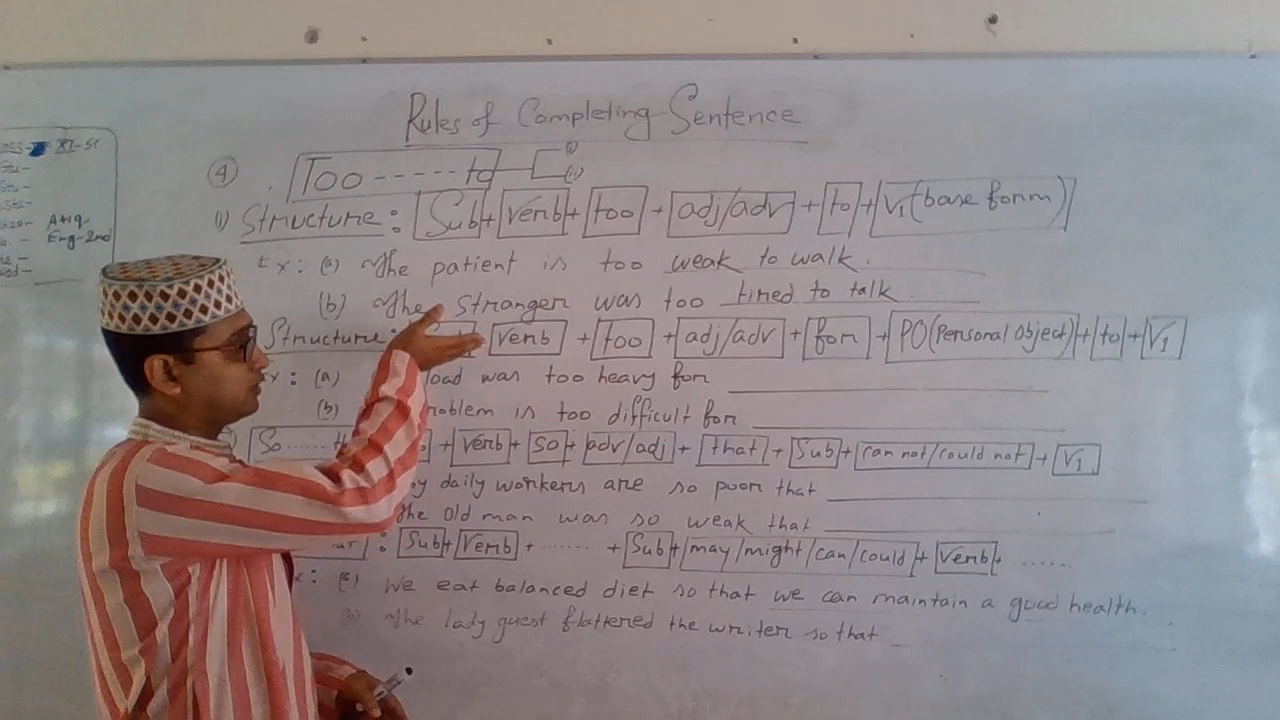 Rules of Completing Sentence
XI-Sc
Atiq
Eng-2nd
④ Too ----- to (i) (ii)
(i) Structure: Sub + Verb + too + adj/adv + to + V1 (base form)
Ex: (a) The patient is too weak to walk.
(b) The stranger was too tired to talk.
Structure: Verb + too + adj/adv + for + PO (Personal Object) + to + V1
(a) load was too heavy for
(b) is too difficult for
So ..... + Verb + so + adv/adj + that + Sub + can not/could not + V1
daily workers are so poor that
The old man was so weak that
: Sub + Verb + ...... + Sub + may/might/can/could + Verb + .......
We eat balanced diet so that we can maintain a good health.
(b) The lady guest flattered the writer so that